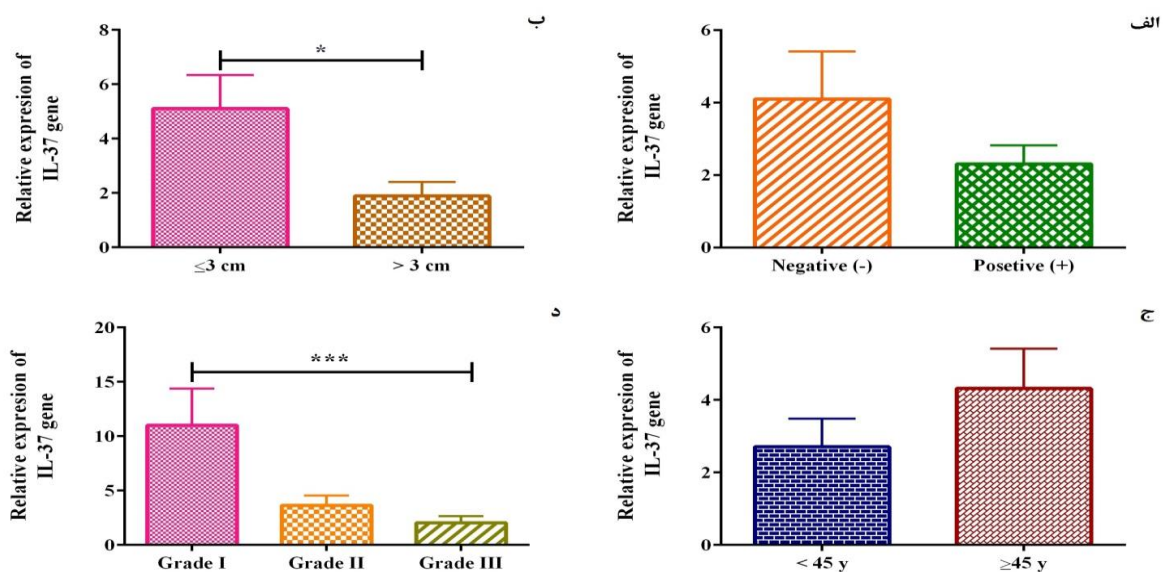 ب
Relative expresion of
IL-37 gene
8
6
4
2
0
*
≤3 cm
> 3 cm
الف
Relative expresion of
IL-37 gene
6
4
2
0
Negative (-)
Posetive (+)
د
Relative expresion of
IL-37 gene
20
15
10
5
0
***
Grade I
Grade II
Grade III
ج
Relative expresion of
IL-37 gene
6
4
2
0
< 45 y
≥45 y